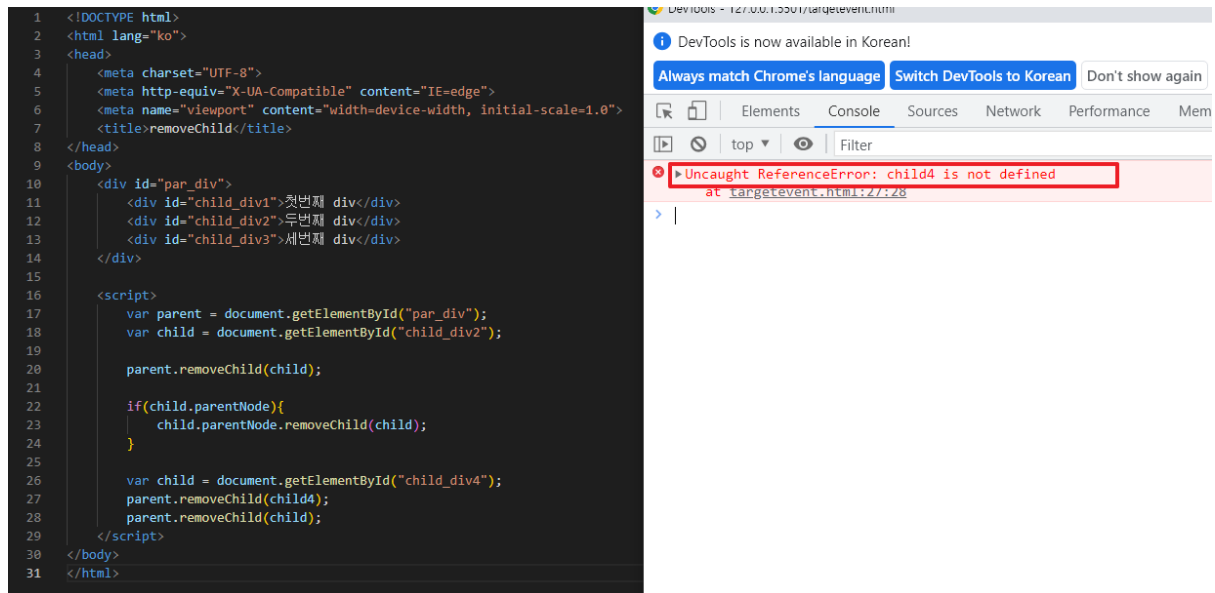 1 <!DOCTYPE html>
2 <html lang="ko">
3 <head>
4 <meta charset="UTF-8">
5 <meta http-equiv="X-UA-Compatible" content="IE=edge">
6 <meta name="viewport" content="width=device-width, initial-scale=1.0">
7 <title>removeChild</title>
8 </head>
9 <body>
10 <div id="par_div">
11 <div id="child_div1">첫번째 div</div>
12 <div id="child_div2">두번째 div</div>
13 <div id="child_div3">세번째 div</div>
14 </div>
15
16 <script>
17 var parent = document.getElementById("par_div");
18 var child = document.getElementById("child_div2");
19
20 parent.removeChild(child);
21
22 if(child.parentNode){
23 child.parentNode.removeChild(child);
24 }
25
26 var child = document.getElementById("child_div4");
27 parent.removeChild(child4);
28 parent.removeChild(child);
29 </script>
30 </body>
31 </html>
DevTools - 127.0.0.1:5501/targetevent.html
DevTools is now available in Korean!
Always match Chrome's language Switch DevTools to Korean Don't show again
Elements Console Sources Network Performance Mem
top Filter
Uncaught ReferenceError: child4 is not defined
at targetevent.html:27:28